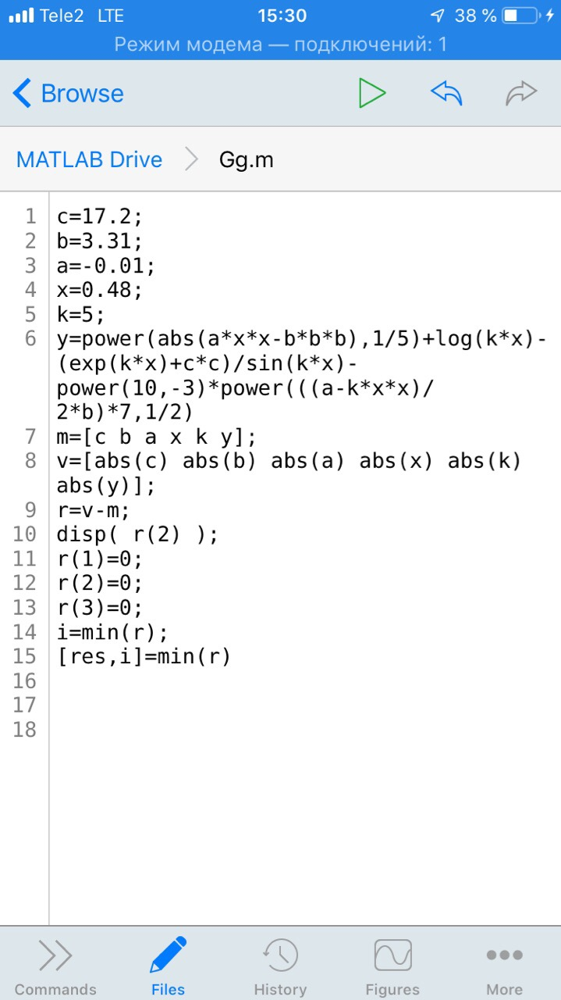 Tele2 LTE 15:30 38 %
Режим модема — подключений: 1
Browse
MATLAB Drive Gg.m
1 c=17.2;
2 b=3.31;
3 a=-0.01;
4 x=0.48;
5 k=5;
6 y=power(abs(a*x*x-b*b*b),1/5)+log(k*x)-
(exp(k*x)+c*c)/sin(k*x)-
power(10,-3)*power(((a-k*x*x)/
2*b)*7,1/2)
7 m=[c b a x k y];
8 v=[abs(c) abs(b) abs(a) abs(x) abs(k)
abs(y)];
9 r=v-m;
10 disp( r(2) );
11 r(1)=0;
12 r(2)=0;
13 r(3)=0;
14 i=min(r);
15 [res,i]=min(r)
16
17
18
Commands Files History Figures More